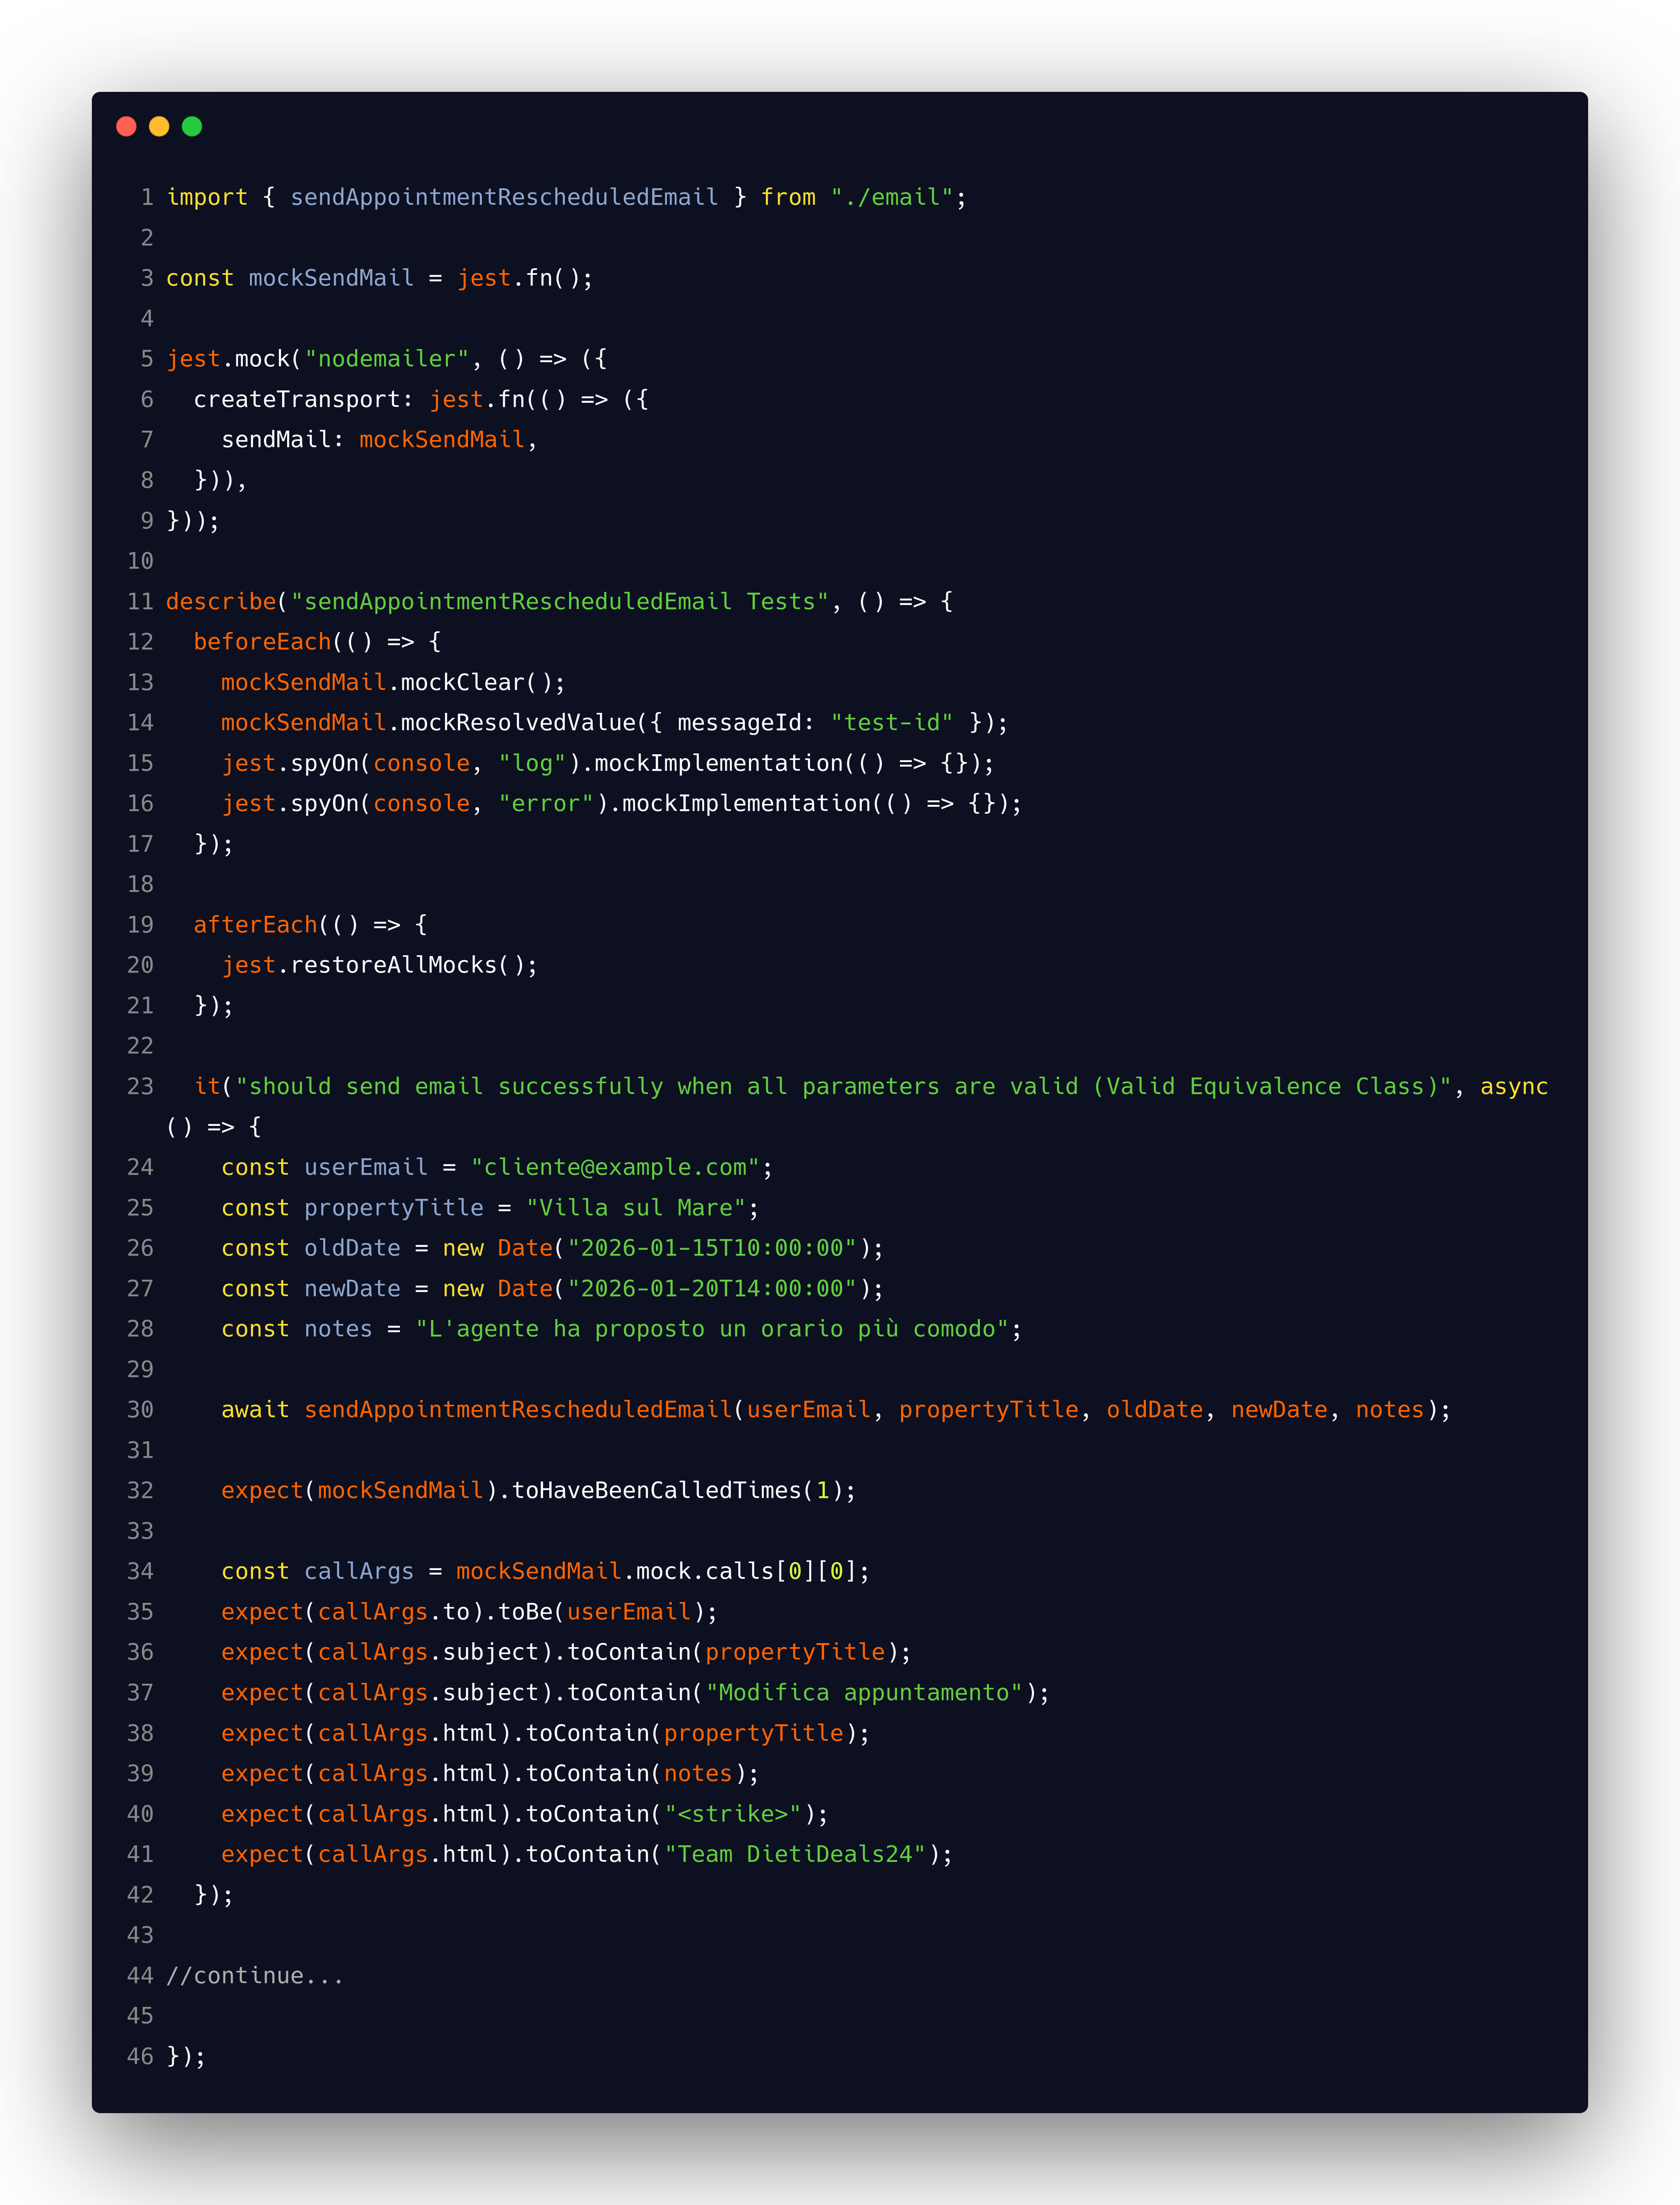 1 import { sendAppointmentRescheduledEmail } from "./email";
2
3 const mockSendMail = jest.fn();
4
5 jest.mock("nodemailer", () => ({
6   createTransport: jest.fn(() => ({
7     sendMail: mockSendMail,
8   })),
9 }));
10
11 describe("sendAppointmentRescheduledEmail Tests", () => {
12   beforeEach(() => {
13     mockSendMail.mockClear();
14     mockSendMail.mockResolvedValue({ messageId: "test-id" });
15     jest.spyOn(console, "log").mockImplementation(() => {});
16     jest.spyOn(console, "error").mockImplementation(() => {});
17   });
18
19   afterEach(() => {
20     jest.restoreAllMocks();
21   });
22
23   it("should send email successfully when all parameters are valid (Valid Equivalence Class)", async
() => {
24     const userEmail = "cliente@example.com";
25     const propertyTitle = "Villa sul Mare";
26     const oldDate = new Date("2026-01-15T10:00:00");
27     const newDate = new Date("2026-01-20T14:00:00");
28     const notes = "L'agente ha proposto un orario più comodo";
29
30     await sendAppointmentRescheduledEmail(userEmail, propertyTitle, oldDate, newDate, notes);
31
32     expect(mockSendMail).toHaveBeenCalledTimes(1);
33
34     const callArgs = mockSendMail.mock.calls[0][0];
35     expect(callArgs.to).toBe(userEmail);
36     expect(callArgs.subject).toContain(propertyTitle);
37     expect(callArgs.subject).toContain("Modifica appuntamento");
38     expect(callArgs.html).toContain(propertyTitle);
39     expect(callArgs.html).toContain(notes);
40     expect(callArgs.html).toContain("<strike>");
41     expect(callArgs.html).toContain("Team DietiDeals24");
42   });
43
44 //continue...
45
46 });